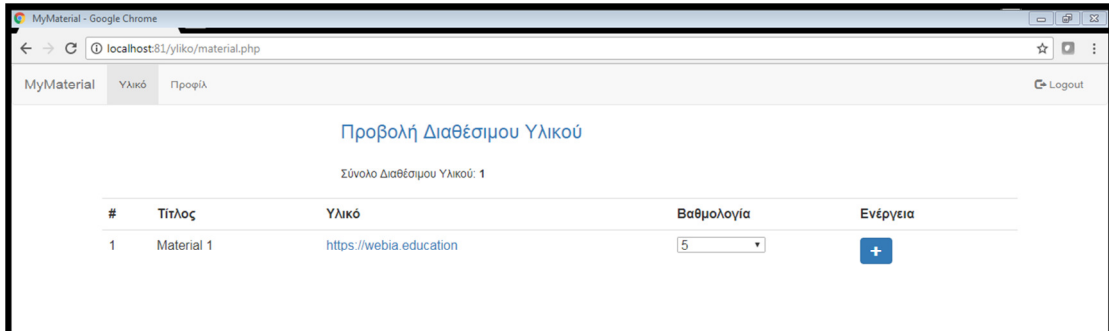 MyMaterial - Google Chrome
localhost:81/yliko/material.php
MyMaterial Υλικό Προφίλ Logout
Προβολή Διαθέσιμου Υλικού
Σύνολο Διαθέσιμου Υλικού: 1
# Τίτλος Υλικό Βαθμολογία Ενέργεια
1 Material 1 https://webia.education 5 +